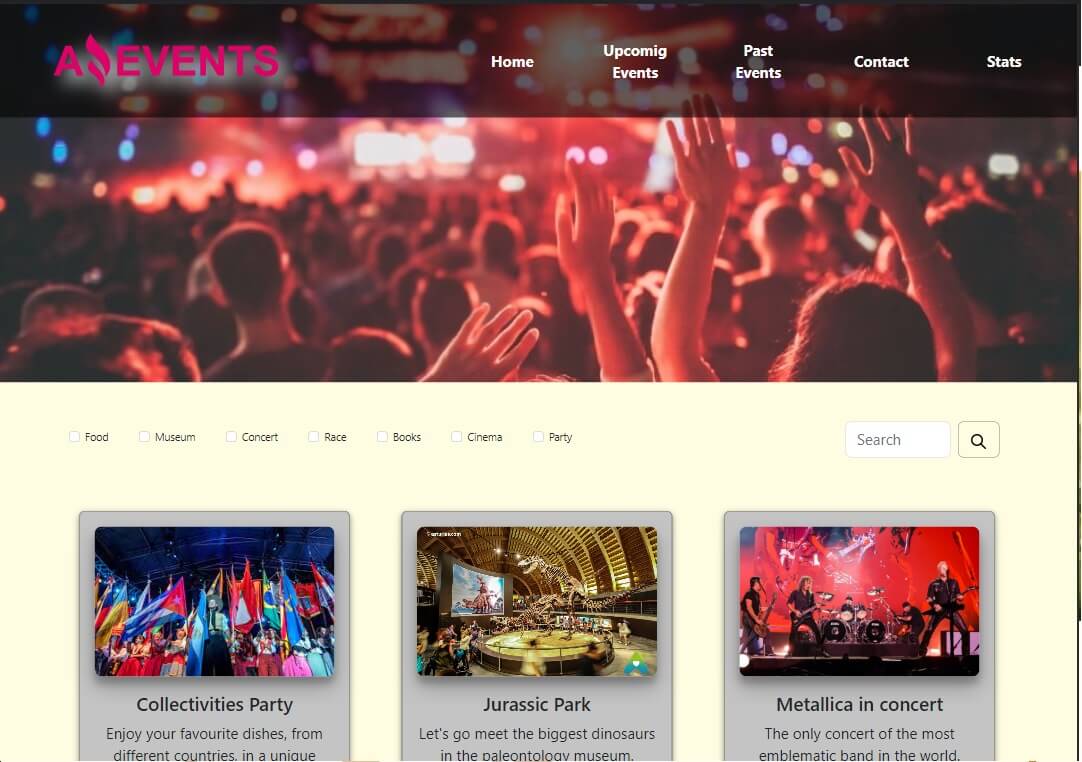 A EVENTS
Home
Upcomig
Events
Past
Events
Contact
Stats
Food
Museum
Concert
Race
Books
Cinema
Party
Search
Collectivities Party
Enjoy your favourite dishes, from
different countries, in a unique
Jurassic Park
Let's go meet the biggest dinosaurs
in the paleontology museum.
Metallica in concert
The only concert of the most
emblematic band in the world.